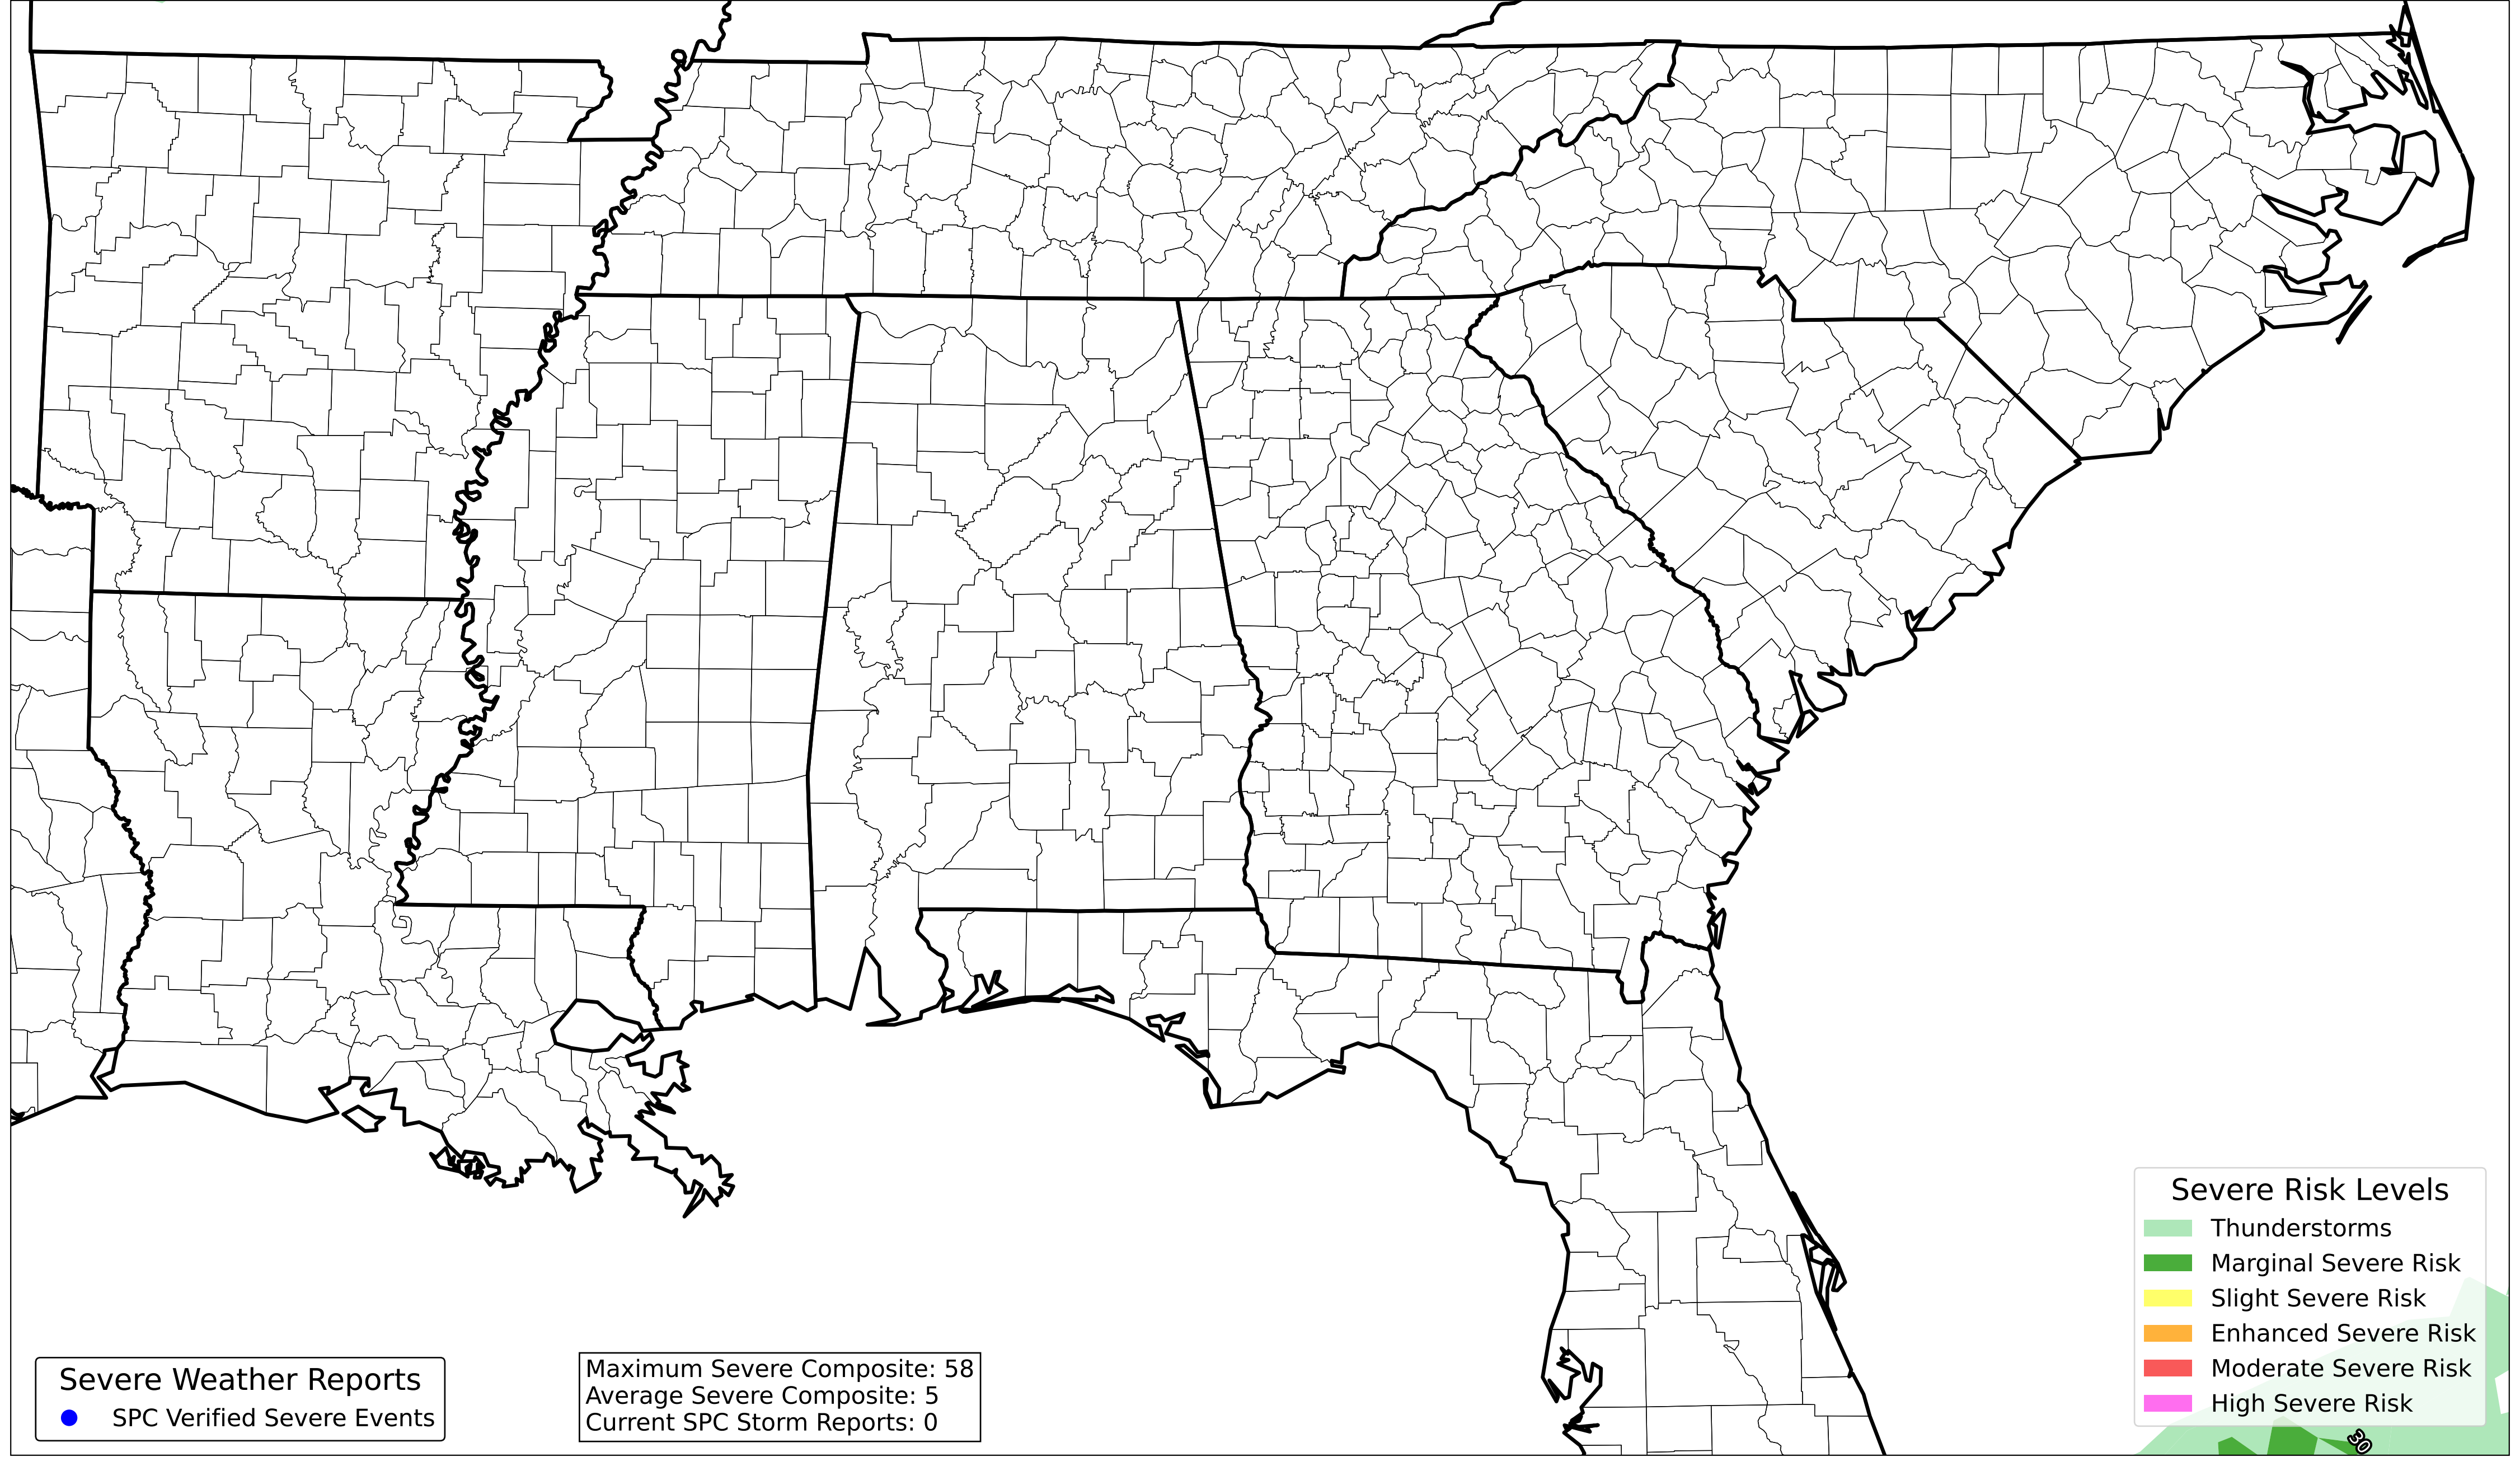 Severe Risk Levels
Thunderstorms
Marginal Severe Risk
Slight Severe Risk
Enhanced Severe Risk
Moderate Severe Risk
High Severe Risk
30
Severe Weather Reports
SPC Verified Severe Events
Maximum Severe Composite: 58
Average Severe Composite: 5
Current SPC Storm Reports: 0